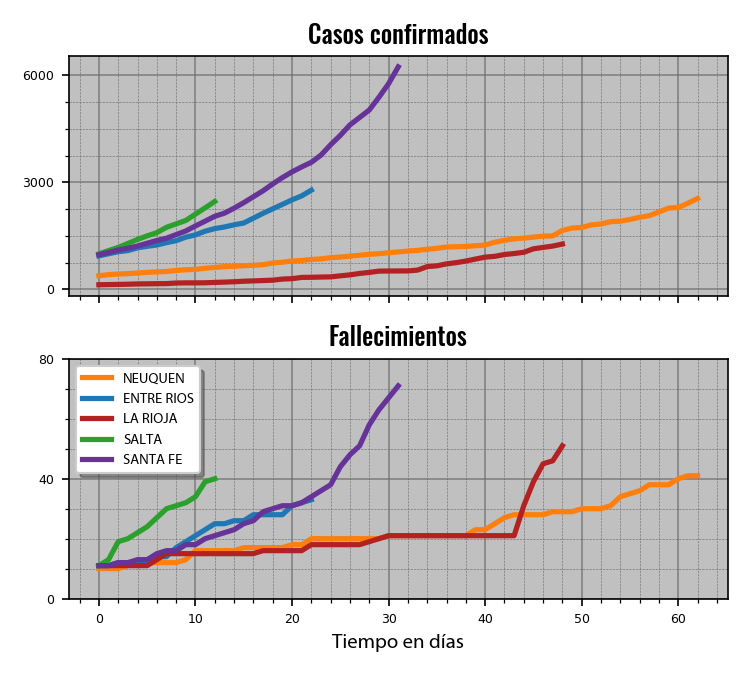 Casos confirmados
6000
3000
0
Fallecimientos
80
40
0
NEUQUEN
ENTRE RIOS
LA RIOJA
SALTA
SANTA FE
0 10 20 30 40 50 60
Tiempo en días